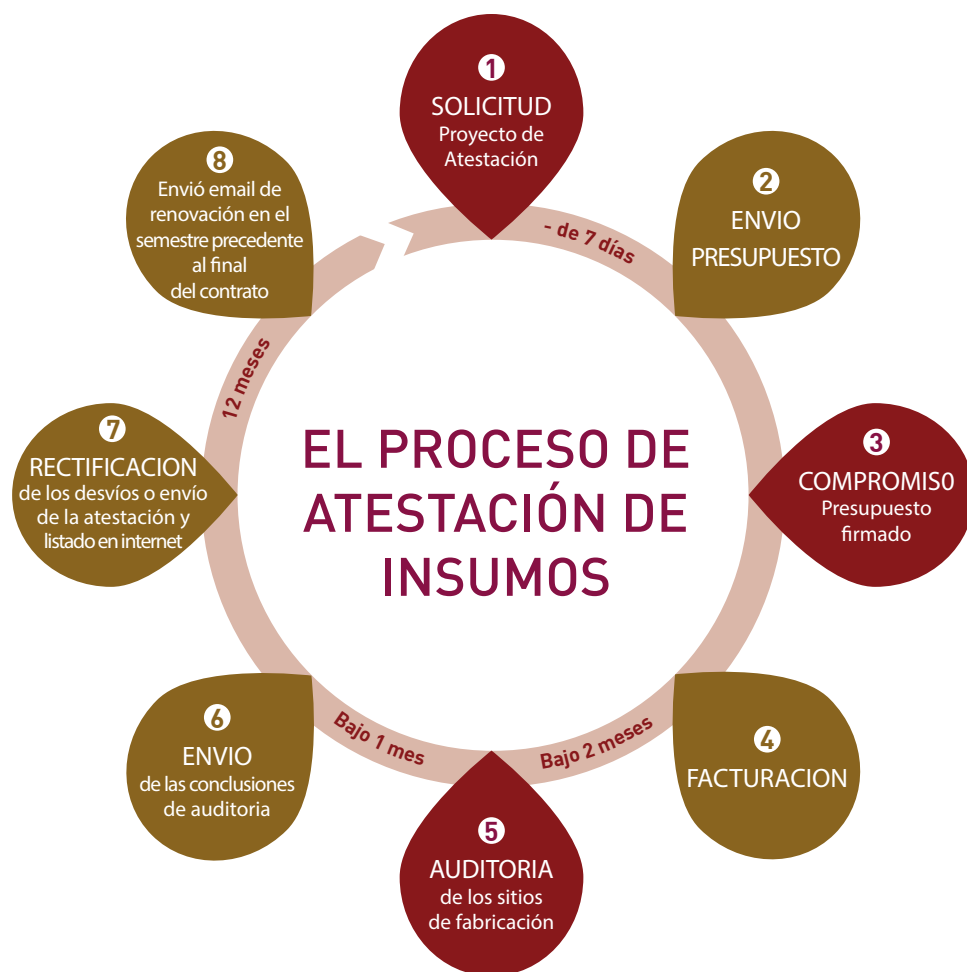 1
SOLICITUD
Proyecto de
Atestación
- de 7 días
2
ENVIO
PRESUPUESTO
3
COMPROMIS0
Presupuesto
firmado
4
FACTURACION
Bajo 2 meses
5
AUDITORIA
de los sitios
de fabricación
Bajo 1 mes
6
ENVIO
de las conclusiones
de auditoria
7
RECTIFICACION
de los desvíos o envío
de la atestación y
listado en internet
12 meses
8
Envió email de
renovación en el
semestre precedente
al final
del contrato
EL PROCESO DE
ATESTACIÓN DE
INSUMOS